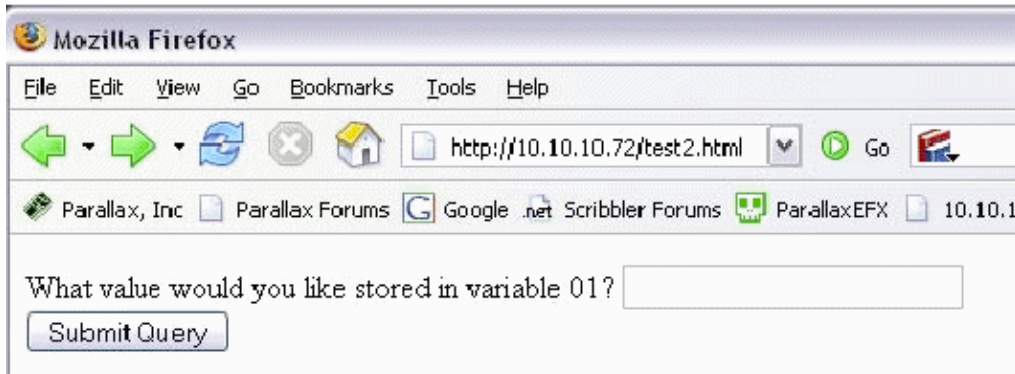 Mozilla Firefox
File Edit View Go Bookmarks Tools Help
http://10.10.10.72/test2.html Go
Parallax, Inc Parallax Forums G Google .net Scribbler Forums ParallaxEFX 10.10.1
What value would you like stored in variable 01?
Submit Query